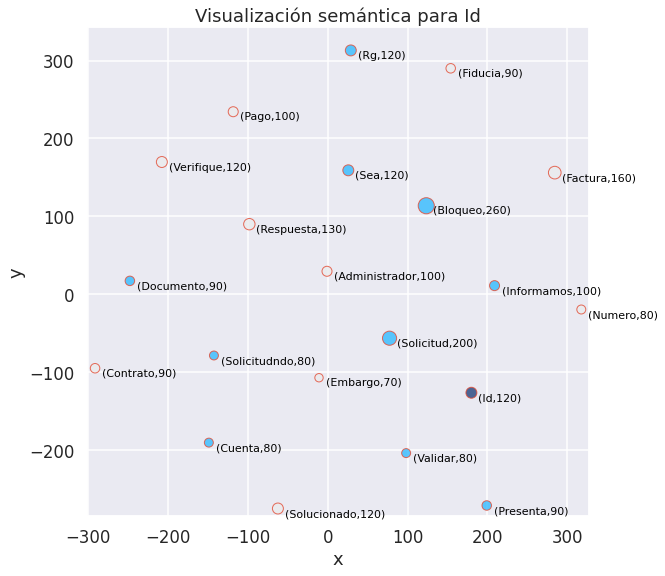 Visualización semántica para Id
300
200
100
0
−100
−200
y
(Rg,120)
(Fiducia,90)
(Pago,100)
(Verifique,120)
(Sea,120)
(Factura,160)
(Bloqueo,260)
(Respuesta,130)
(Administrador,100)
(Documento,90)
(Informamos,100)
(Numero,80)
(Solicitud,200)
(Solicitudndo,80)
(Contrato,90)
(Embargo,70)
(Id,120)
(Cuenta,80)
(Validar,80)
(Solucionado,120)
(Presenta,90)
−300 −200 −100 0 100 200 300
x